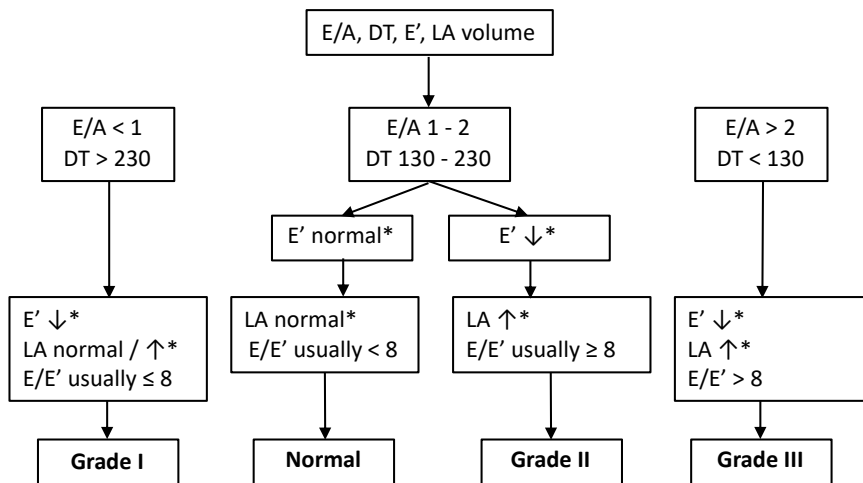 E/A, DT, E’, LA volume
E/A < 1
DT > 230
E/A 1 - 2
DT 130 - 230
E/A > 2
DT < 130
E’ normal*
E’ ↓*
E’ ↓*
LA normal / ↑*
E/E’ usually ≤ 8
LA normal*
E/E’ usually < 8
LA ↑*
E/E’ usually ≥ 8
E’ ↓*
LA ↑*
E/E’ > 8
Grade I
Normal
Grade II
Grade III